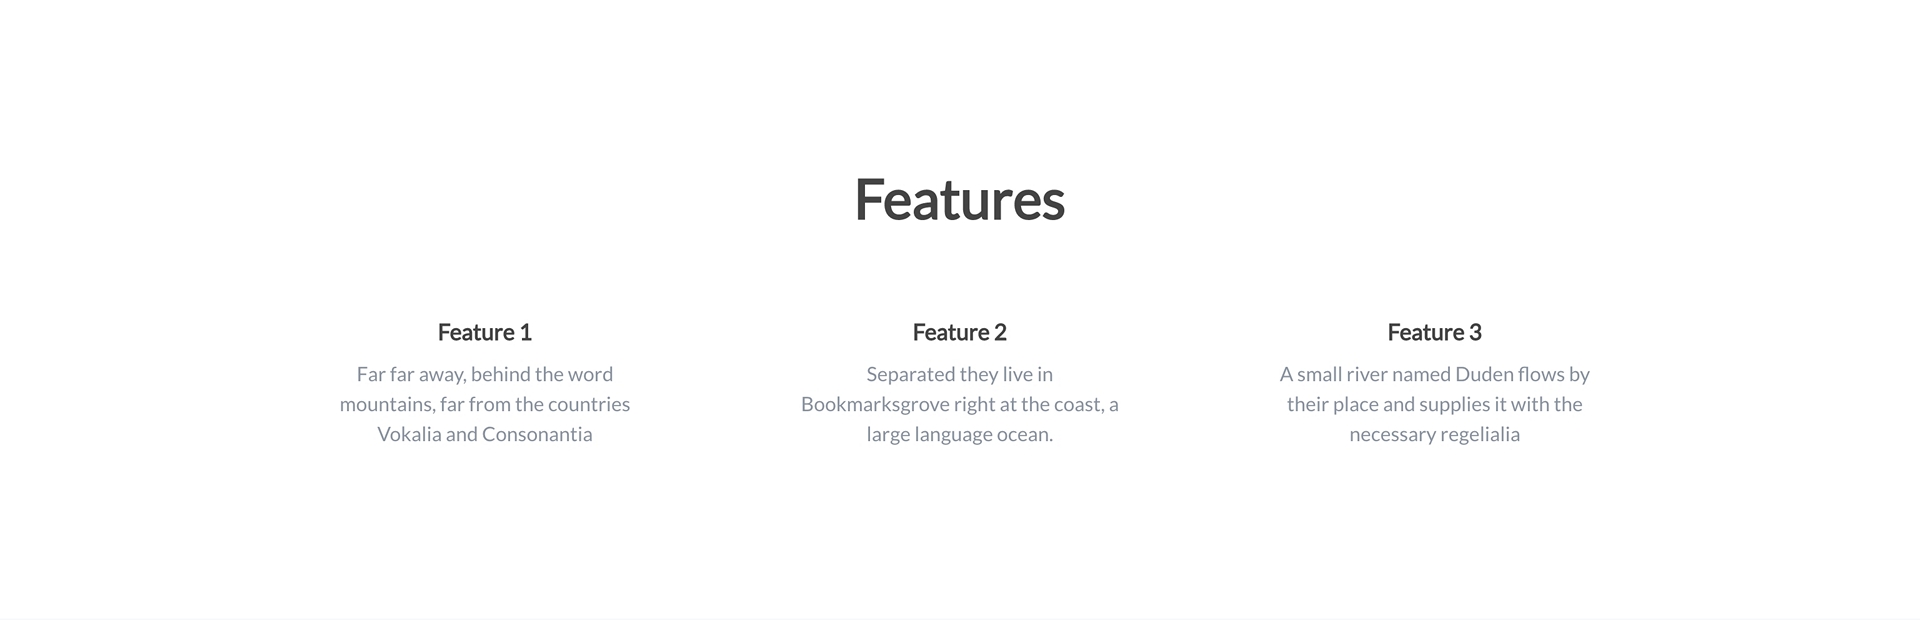 Features
Feature 1
Far far away, behind the word
mountains, far from the countries
Vokalia and Consonantia
Feature 2
Separated they live in
Bookmarksgrove right at the coast, a
large language ocean.
Feature 3
A small river named Duden flows by
their place and supplies it with the
necessary regelialia